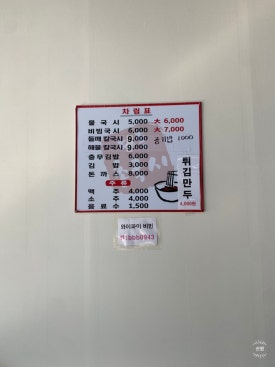 차림표
물국시 5,000 大 6,000
비빔국시 6,000 大 7,000
들깨 칼국시 9,000 공기밥 1000
해물 칼국시 9,000
충무김밥 6,000
김밥 3,000
돈까스 8,000
주류
맥주 4,000
소주 4,000
음료수 1,500
튀김만두
4,000원
와이파이 비번